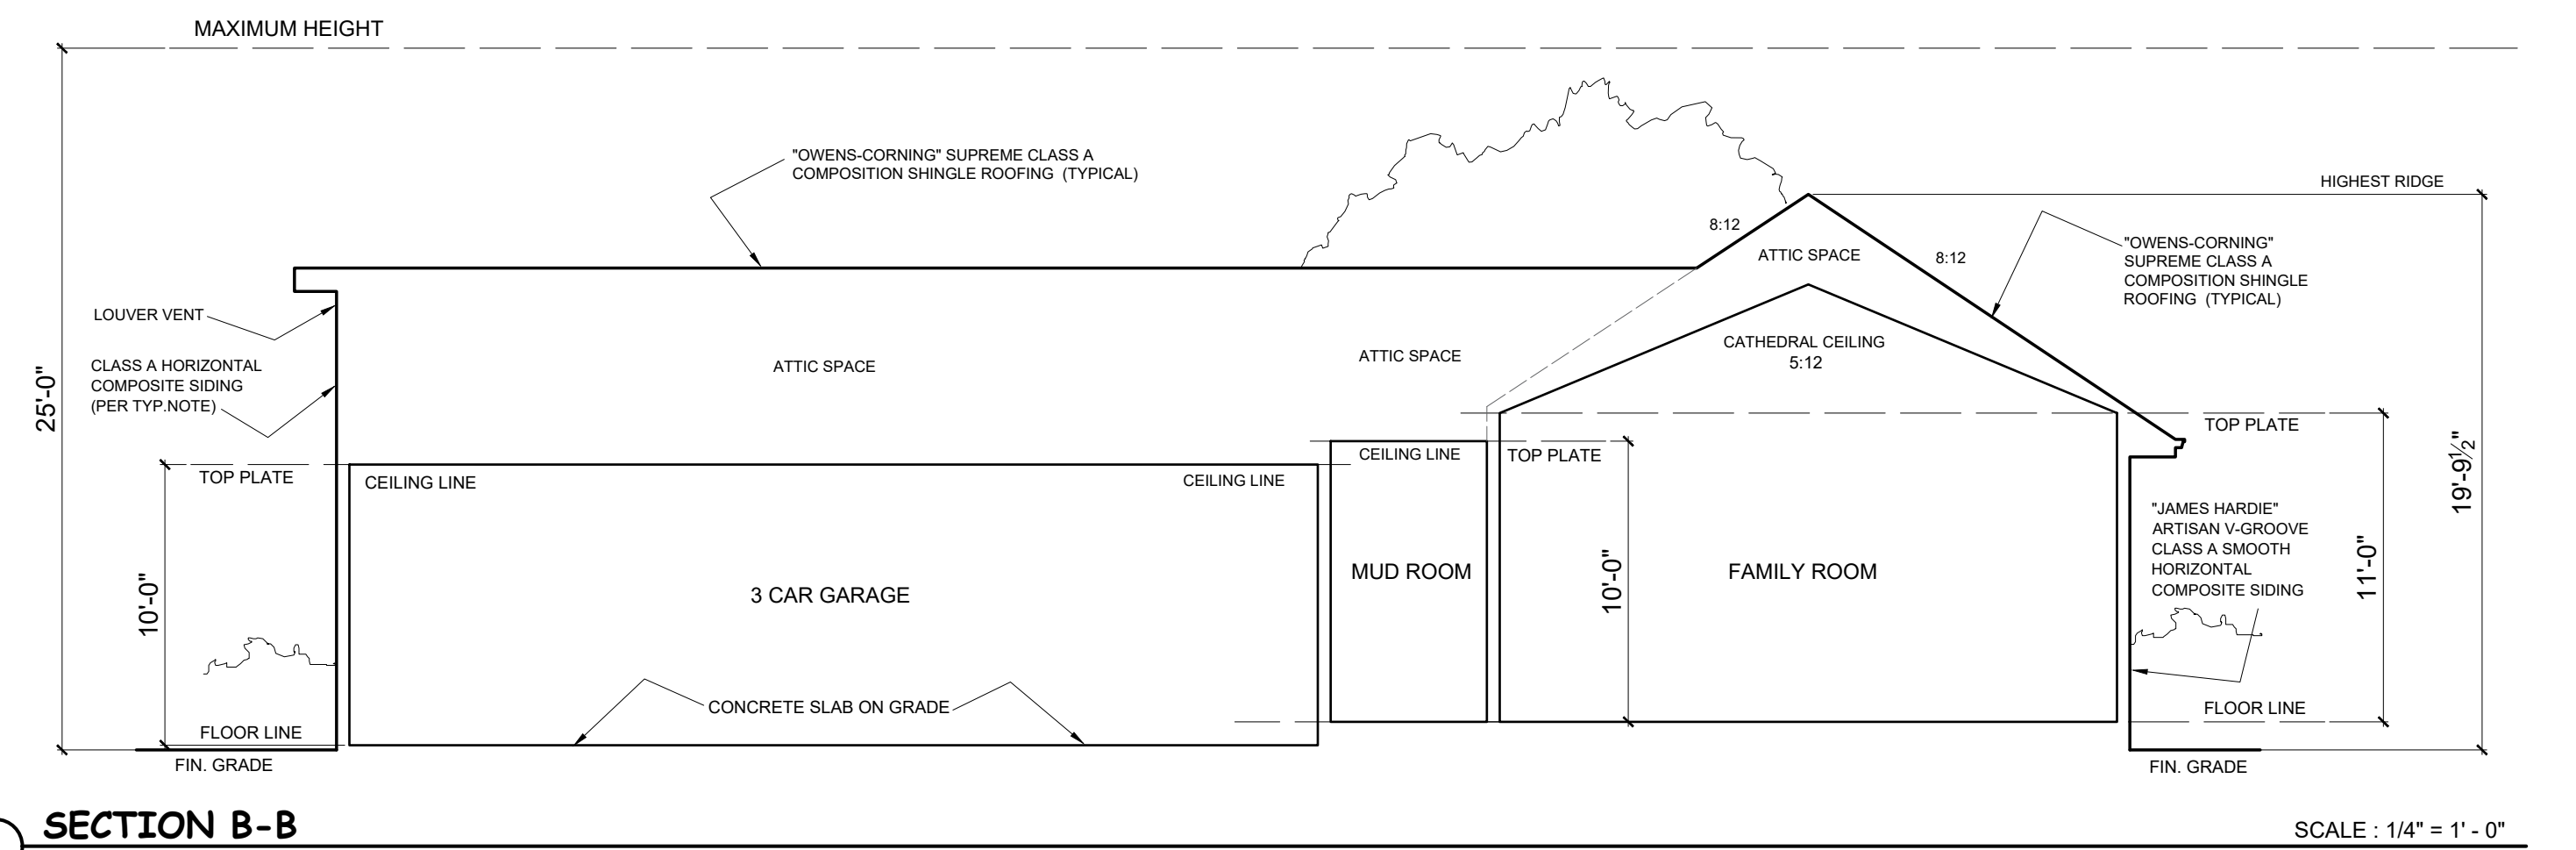 MAXIMUM HEIGHT
"OWENS-CORNING" SUPREME CLASS A
COMPOSITION SHINGLE ROOFING (TYPICAL)
HIGHEST RIDGE
8:12
ATTIC SPACE
8:12
"OWENS-CORNING"
SUPREME CLASS A
COMPOSITION SHINGLE
ROOFING (TYPICAL)
LOUVER VENT
CLASS A HORIZONTAL
COMPOSITE SIDING
(PER TYP.NOTE)
25'-0"
ATTIC SPACE
ATTIC SPACE
CATHEDRAL CEILING
5:12
TOP PLATE
TOP PLATE
CEILING LINE
CEILING LINE
CEILING LINE
TOP PLATE
19'-9½"
"JAMES HARDIE"
ARTISAN V-GROOVE
CLASS A SMOOTH
HORIZONTAL
COMPOSITE SIDING
10'-0"
3 CAR GARAGE
MUD ROOM
10'-0"
FAMILY ROOM
11'-0"
CONCRETE SLAB ON GRADE
FLOOR LINE
FLOOR LINE
FIN. GRADE
FIN. GRADE
SECTION B-B
SCALE : 1/4" = 1' - 0"